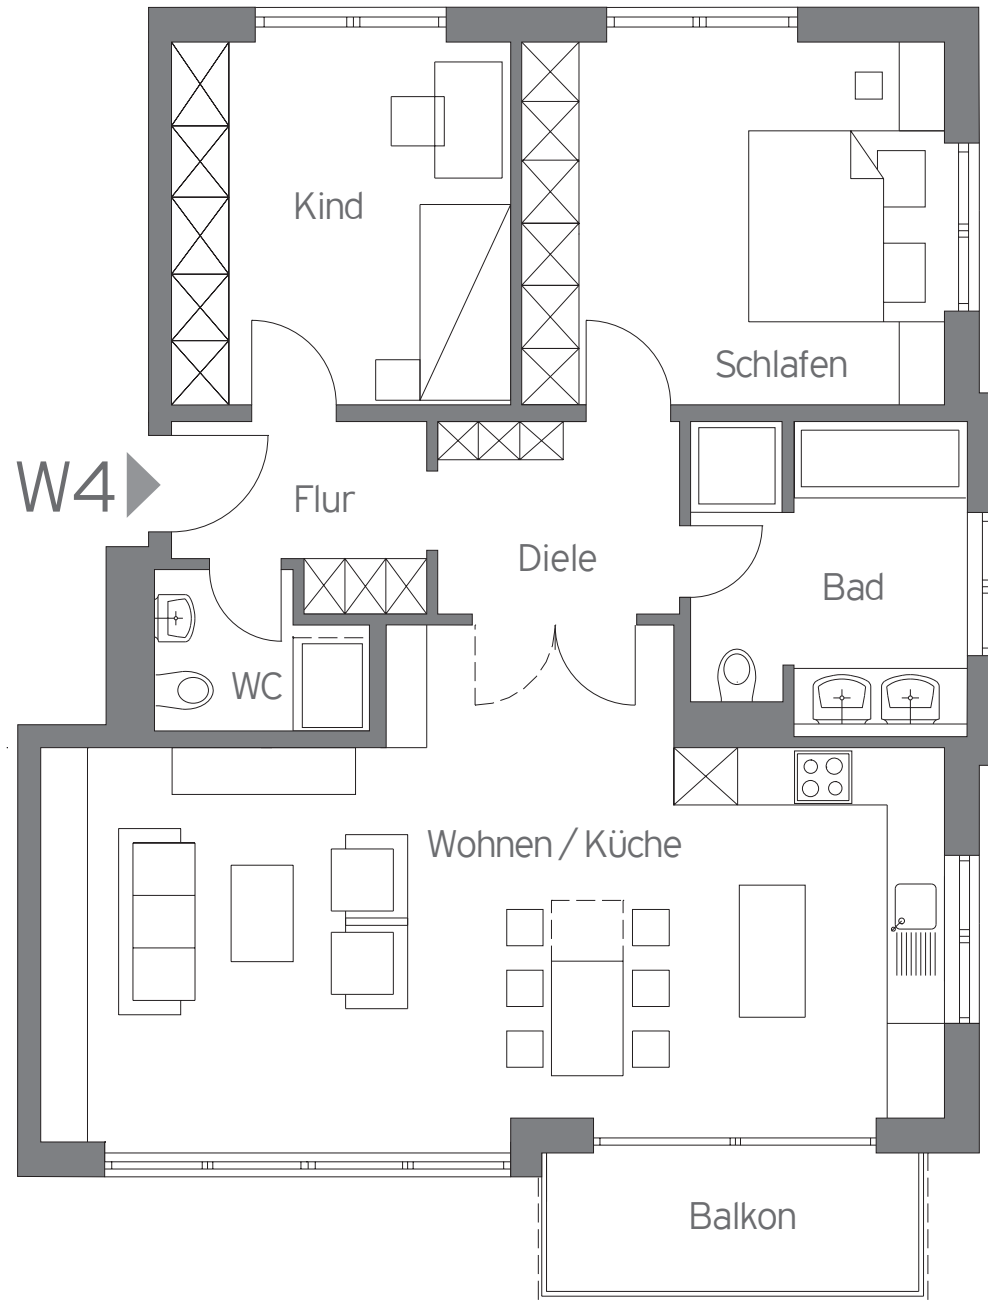 Kind
Schlafen
W4
Flur
Diele
Bad
WC
Wohnen / Küche
Balkon